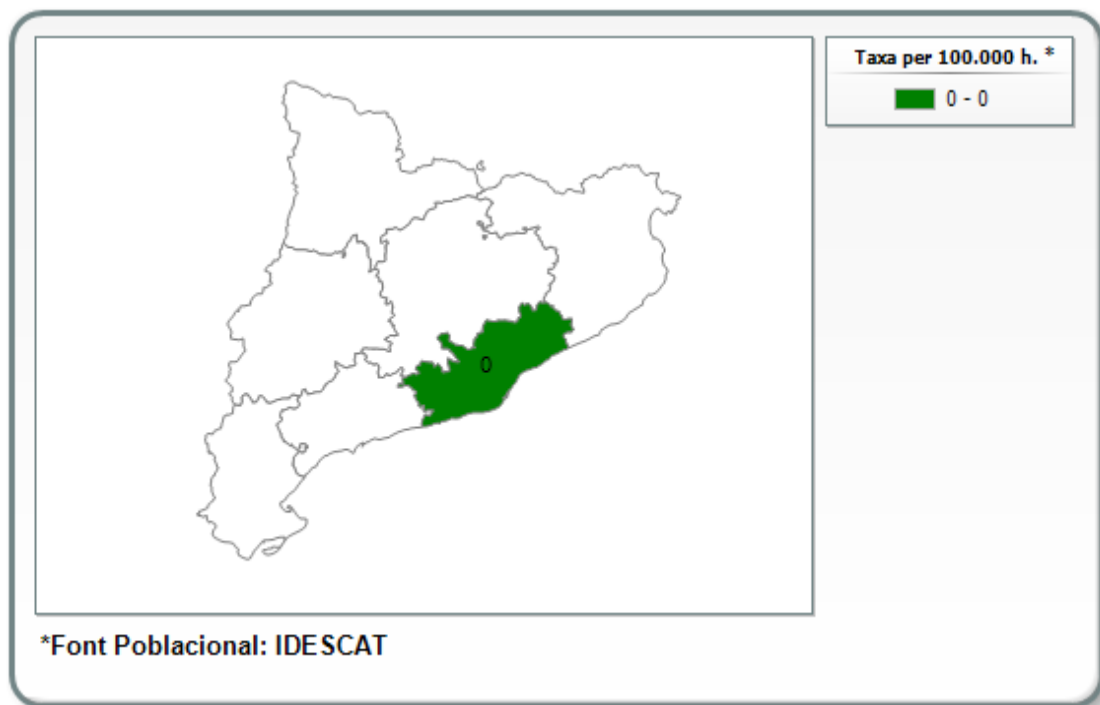 Taxa per 100.000 h. *
0 - 0
0
*Font Poblacional: IDESCAT